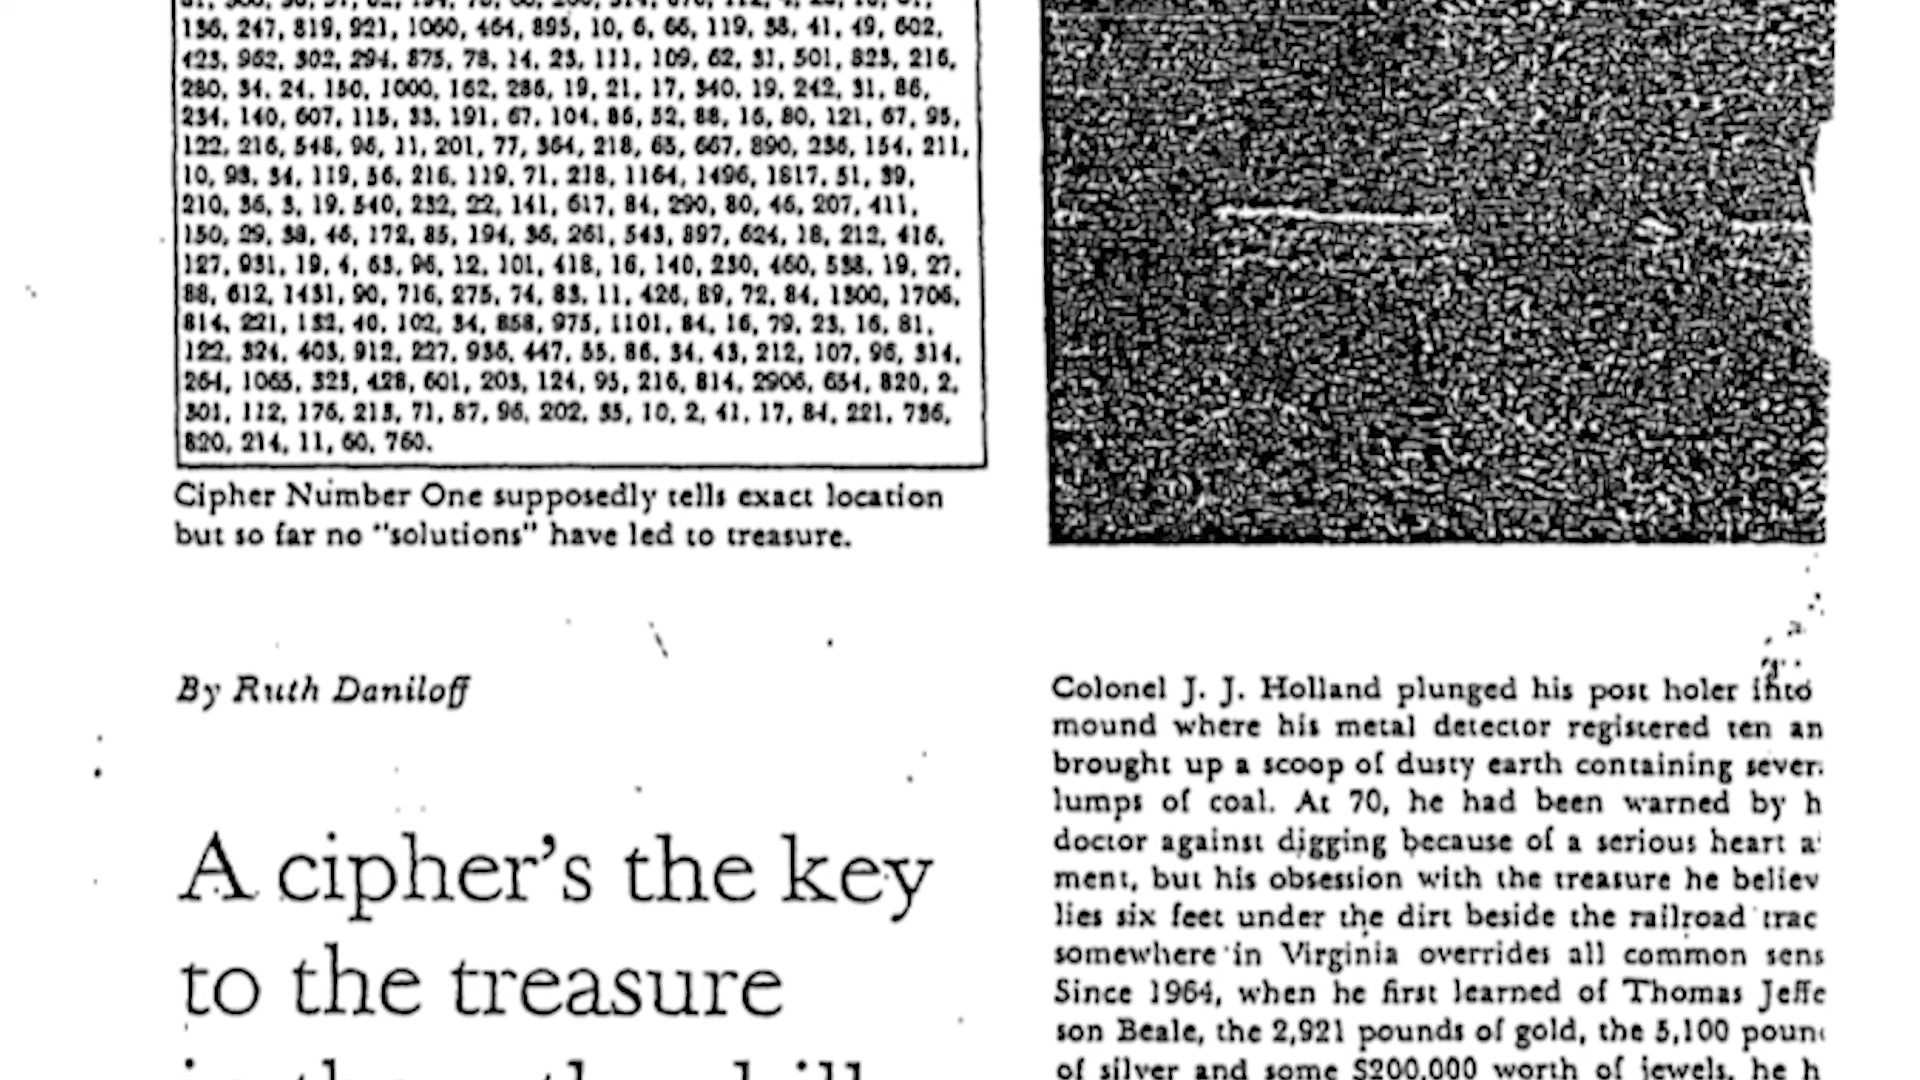 136, 247, 819, 921, 1060, 464, 895, 10, 6, 66, 119, 38, 41, 49, 602,
423, 962, 302, 294, 875, 78, 14, 23, 111, 109, 62, 31, 501, 823, 216,
280, 34, 24, 150, 1000, 162, 286, 19, 21, 17, 340, 19, 242, 31, 86,
234, 140, 607, 115, 33, 191, 67, 104, 86, 52, 88, 16, 80, 121, 67, 95,
122, 216, 548, 96, 11, 201, 77, 364, 218, 65, 667, 890, 236, 154, 211,
10, 98, 34, 119, 56, 216, 119, 71, 218, 1164, 1496, 1817, 51, 39,
210, 36, 3, 19, 540, 232, 22, 141, 617, 84, 290, 80, 46, 207, 411,
150, 29, 38, 46, 172, 85, 194, 36, 261, 543, 897, 624, 18, 212, 416,
127, 931, 19, 4, 63, 96, 12, 101, 418, 16, 140, 230, 460, 538, 19, 27,
88, 612, 1431, 90, 716, 275, 74, 83, 11, 426, 89, 72, 84, 1300, 1706,
814, 221, 132, 40, 102, 34, 858, 975, 1101, 84, 16, 79, 23, 16, 81,
122, 324, 403, 912, 227, 936, 447, 55, 86, 34, 43, 212, 107, 96, 314,
264, 1065, 323, 428, 601, 203, 124, 95, 216, 814, 2906, 654, 820, 2,
301, 112, 176, 213, 71, 87, 96, 202, 35, 10, 2, 41, 17, 84, 221, 736,
820, 214, 11, 60, 760.
Cipher Number One supposedly tells exact location
but so far no "solutions" have led to treasure.
By Ruth Daniloff
A cipher's the key
to the treasure
Colonel J. J. Holland plunged his post holer into
mound where his metal detector registered ten an
brought up a scoop of dusty earth containing sever
lumps of coal. At 70, he had been warned by h
doctor against digging because of a serious heart a
ment, but his obsession with the treasure he believ
lies six feet under the dirt beside the railroad trac
somewhere in Virginia overrides all common sens
Since 1964, when he first learned of Thomas Jeffe
son Beale, the 2,921 pounds of gold, the 5,100 poun
of silver and some $200,000 worth of jewels, he h